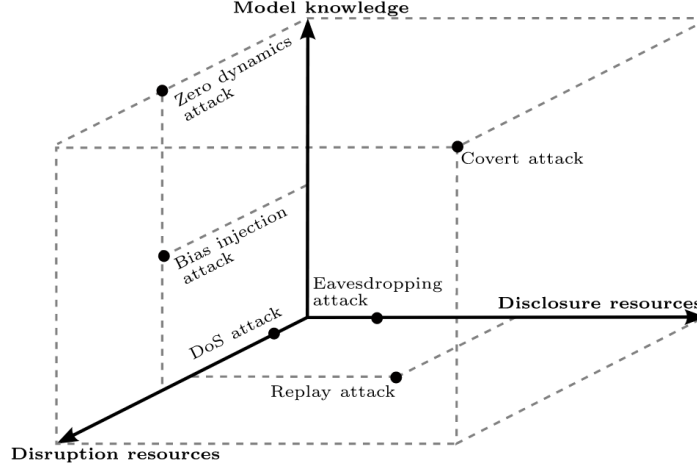 Model knowledge
Zero dynamics
attack
Covert attack
Bias injection
attack
Eavesdropping
attack
Disclosure resources
DoS attack
Replay attack
Disruption resources